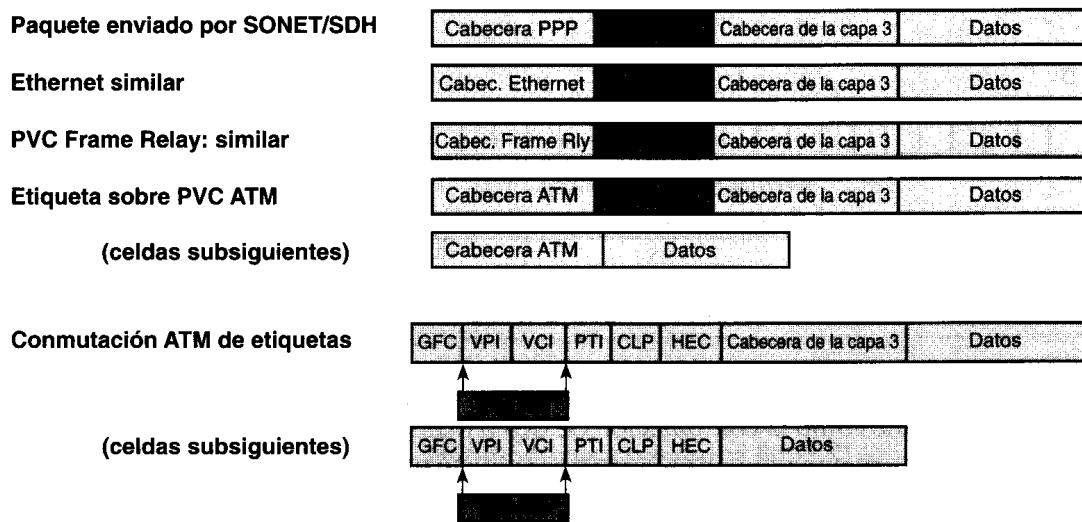 Paquete enviado por SONET/SDH Cabecera PPP Cabecera de la capa 3 Datos
Ethernet similar Cabec. Ethernet Cabecera de la capa 3 Datos
PVC Frame Relay: similar Cabec. Frame Rly Cabecera de la capa 3 Datos
Etiqueta sobre PVC ATM Cabecera ATM Cabecera de la capa 3 Datos
(celdas subsiguientes) Cabecera ATM Datos
Conmutación ATM de etiquetas GFC VPI VCI PTI CLP HEC Cabecera de la capa 3 Datos
(celdas subsiguientes) GFC VPI VCI PTI CLP HEC Datos